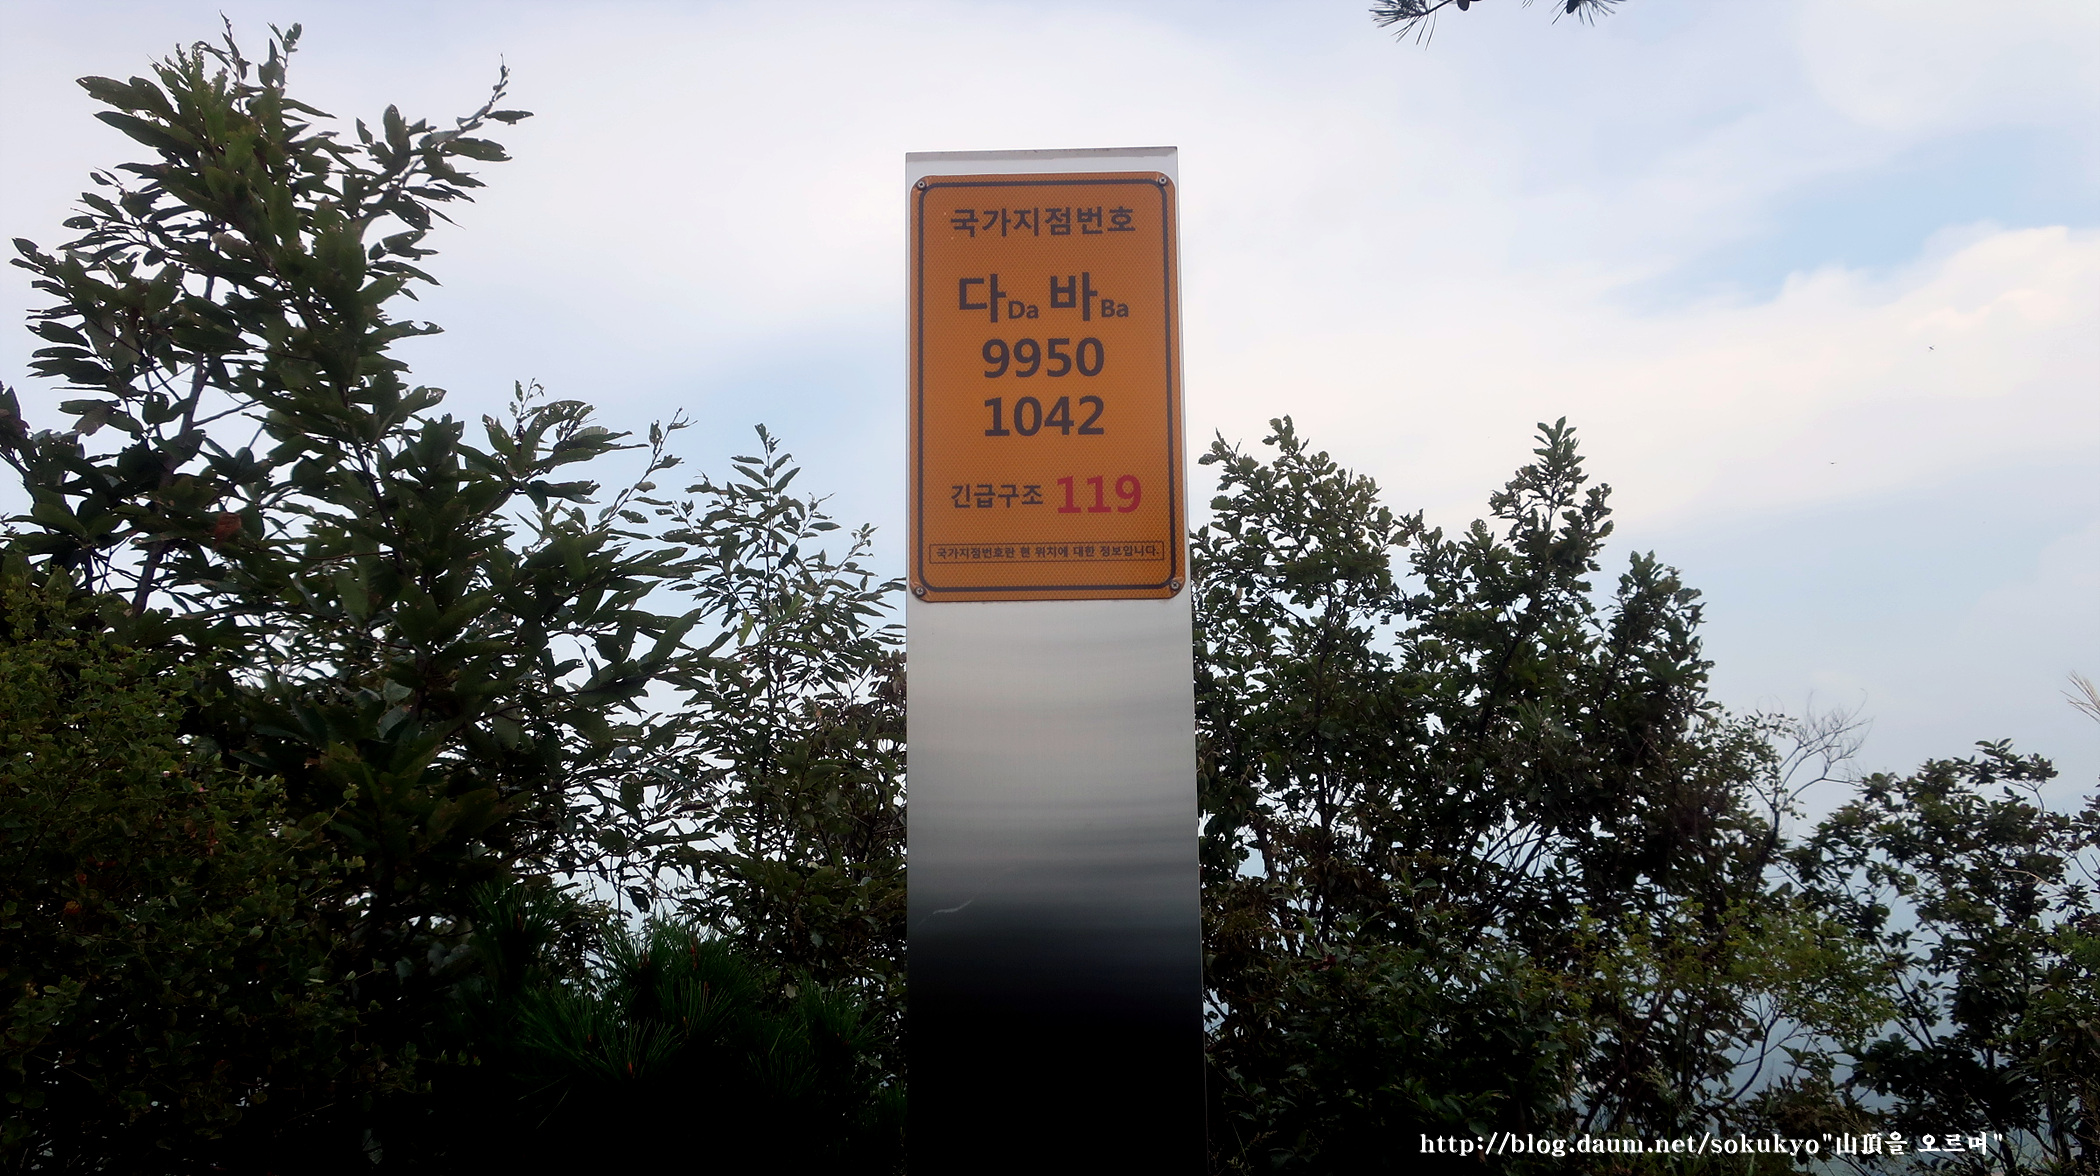 국가지점번호
다Da 바Ba
9950
1042
긴급구조 119
국가지점번호란 현 위치에 대한 정보입니다.
http://blog.daum.net/sokukyo"山頂을 오르며"